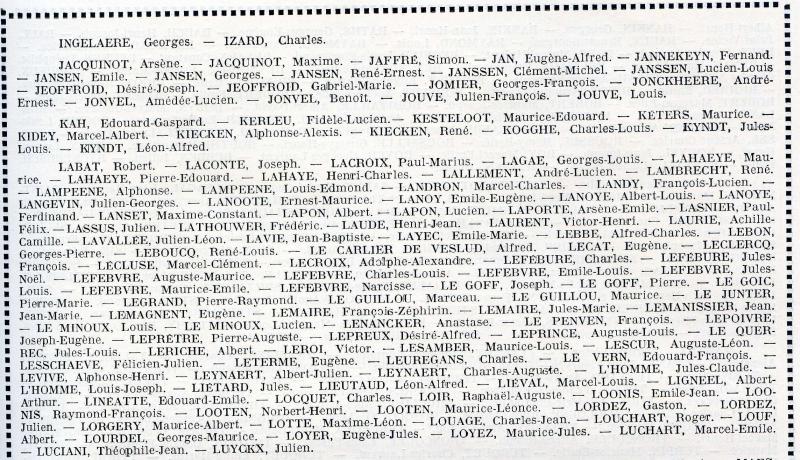 INGELAERE, Georges. — IZARD, Charles.
JACQUINOT, Arsène. — JACQUINOT, Maxime. — JAFFRÉ, Simon. — JAN, Eugène-Alfred. — JANNEKEYN, Fernand.
— JANSEN, Emile. — JANSEN, Georges. — JANSEN, René-Ernest. — JANSSEN, Clément-Michel. — JANSSEN, Lucien-Louis
— JEOFFROID, Désiré-Joseph. — JEOFFROID, Gabriel-Marie. — JOMIER, Georges-François. — JONCKHEERE, André-
Ernest. — JONVEL, Amédée-Lucien. — JONVEL, Benoît. — JOUVE, Julien-François. — JOUVE, Louis.
KAH, Edouard-Gaspard. — KERLEU, Fidèle-Lucien.— KESTELOOT, Maurice-Edouard. — KETERS, Maurice. —
KIDEY, Marcel-Albert. — KIECKEN, Alphonse-Alexis. — KIECKEN, René. — KOGGHE, Charles-Louis. — KYNDT, Jules-
Louis. — KYNDT, Léon-Alfred.
LABAT, Robert. — LACONTE, Joseph. — LACROIX, Paul-Marius. — LAGAE, Georges-Louis. — LAHAEYE, Mau-
rice. — LAHAEYE, Pierre-Edouard. — LAHAYE, Henri-Charles. — LALLEMENT, André-Lucien. — LAMBRECHT, René.
— LAMPEENE, Alphonse. — LAMPEENE, Louis-Edmond. — LANDRON, Marcel-Charles. — LANDY, François-Lucien. —
LANGEVIN, Julien-Georges. — LANOOTE, Ernest-Maurice. — LANOY, Emile-Eugène. — LANOYE, Albert-Louis. — LANOYE,
Ferdinand. — LANSET, Maxime-Constant. — LAPON, Albert. — LAPON, Lucien. — LAPORTE, Arsène-Emile. — LASNIER, Paul-
Félix. — LASSUS, Julien. — LATHOUWER, Frédéric. — LAUDE, Henri-Jean. — LAURENT, Victor-Henri. — LAURIE, Achille-
Camille. — LAVALLÉE, Julien-Léon. — LAVIE, Jean-Baptiste. — LAYEC, Emile-Marie. — LEBBE, Alfred-Charles. — LEBON,
Georges-Pierre. — LEBOUCQ, René-Louis. — LE CARLIER DE VESLUD, Alfred. — LECAT, Eugène. — LECLERCQ,
François. — LÉCLUSE, Marcel-Clément. — LECROIX, Adolphe-Alexandre. — LEFÉBURE, Charles. — LEFÉBURE, Jules-
Noël. — LEFEBVRE, Auguste-Maurice. — LEFEBVRE, Charles-Louis. — LEFEBVRE, Emile-Louis. — LEFEBVRE, Jules-
Louis. — LEFEBVRE, Maurice-Emile. — LEFEBVRE, Narcisse. — LE GOFF, Joseph. — LE GOFF, Pierre. — LE GOIC,
Pierre-Marie. — LEGRAND, Pierre-Raymond. — LE GUILLOU, Marceau. — LE GUILLOU, Maurice. — LE JUNTER,
Jean-Marie. — LEMAGNENT, Eugène. — LEMAIRE, François-Zéphirin. — LEMAIRE, Jules-Marie. — LEMANISSIER, Jean.
— LE MINOUX, Louis. — LE MINOUX, Lucien. — LENANCKER, Anastase. — LE PENVEN, François. — LEPOIVRE,
Joseph-Eugène. — LEPRETRE, Pierre-Auguste. — LEPREUX, Désiré-Alfred. — LEPRINCE, Auguste-Louis. — LE QUER-
REC, Jules-Louis. — LERICHE, Albert. — LEROI, Victor. — LESAMBER, Maurice-Louis. — LESCUR, Auguste-Léon. —
LESSCHAEVE, Félicien-Julien. LETERME, Eugène. — LEUREGANS, Charles. — LE VERN, Edouard-François. —
LEVIVE, Alphonse-Henri. — LEYNAERT, Albert-Julien. — LEYNAERT, Charles-Auguste. — L'HOMME, Jules-Claude. —
L'HOMME, Louis-Joseph. — LIÉTARD, Jules. — LIEUTAUD, Léon-Alfred. — LIÉVAL, Marcel-Louis. — LIGNEEL, Albert-
Arthur. — LINEATTE, Edouard-Emile. — LOCQUET, Charles. — LOIR, Raphaël-Auguste. — LOONIS, Emile-Jean. — LOO-
NIS, Raymond-François. — LOOTEN, Norbert-Henri. — LOOTEN, Maurice-Léonce. — LORDEZ, Gaston. — LORDEZ,
Julien. — LORGERY, Maurice-Albert. — LOTTE, Maxime-Léon. — LOUAGE, Charles-Jean. — LOUCHART, Roger. — LOUF,
Albert. — LOURDEL, Georges-Maurice. — LOYER, Eugène-Jules. — LOYEZ, Maurice-Jules. — LUCHART, Marcel-Emile.
— LUCIANI, Théophile-Jean. — LUYCKX, Julien.